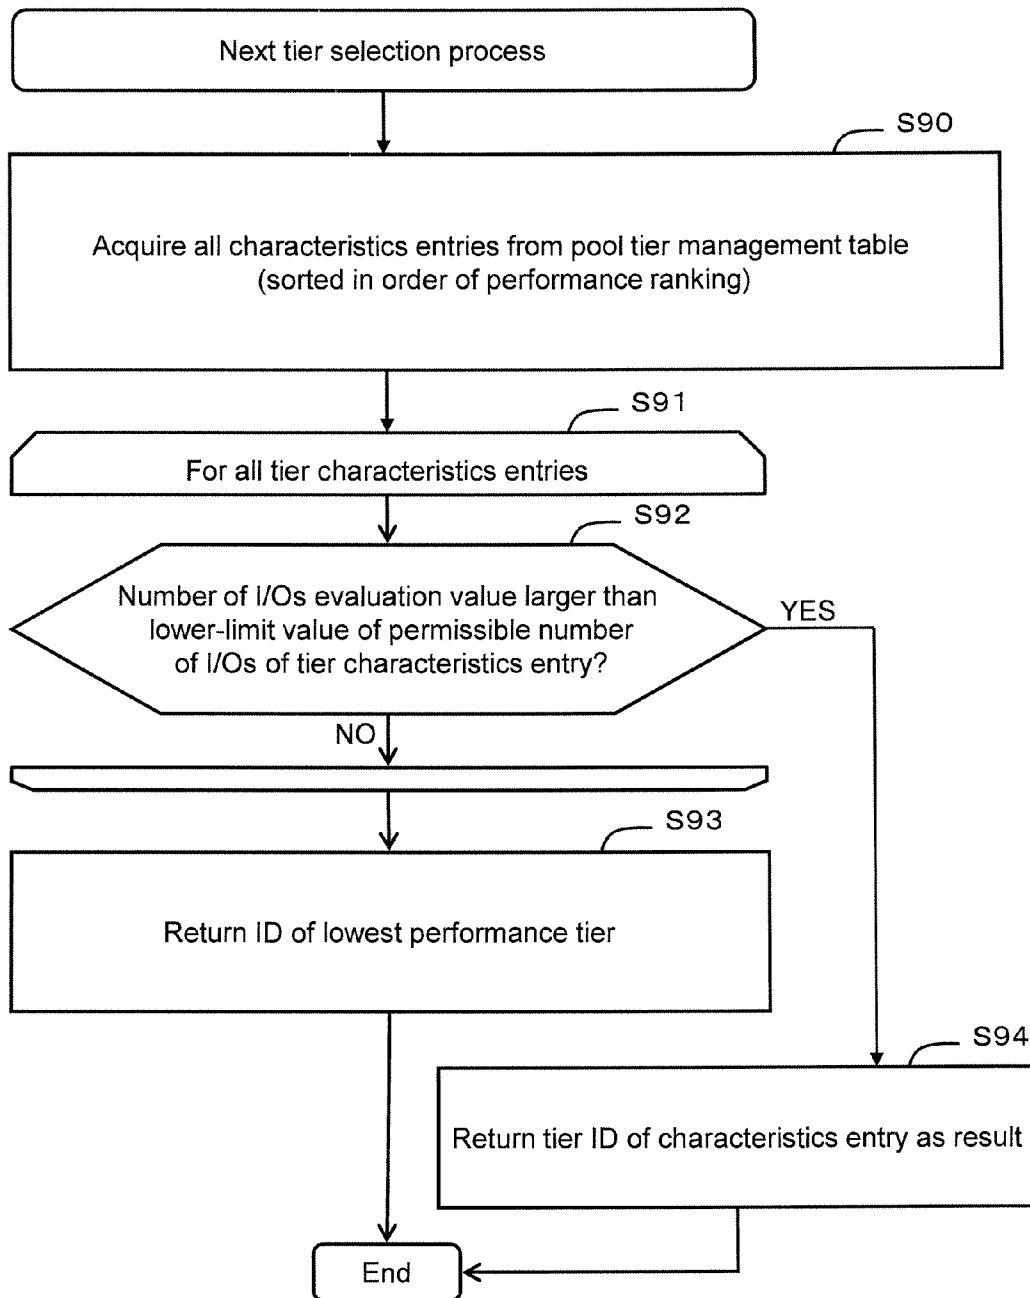 Next tier selection process
S90
Acquire all characteristics entries from pool tier management table
(sorted in order of performance ranking)
S91
For all tier characteristics entries
S92
Number of I/Os evaluation value larger than
lower-limit value of permissible number
of I/Os of tier characteristics entry?
YES
NO
S93
Return ID of lowest performance tier
S94
Return tier ID of characteristics entry as result
End